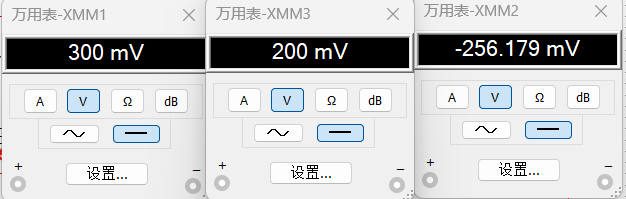 万用表-XMM1
300 mV
A V Ω dB
+ 设置... −
万用表-XMM3
200 mV
A V Ω dB
+ 设置... −
万用表-XMM2
-256.179 mV
A V Ω dB
+ 设置... −